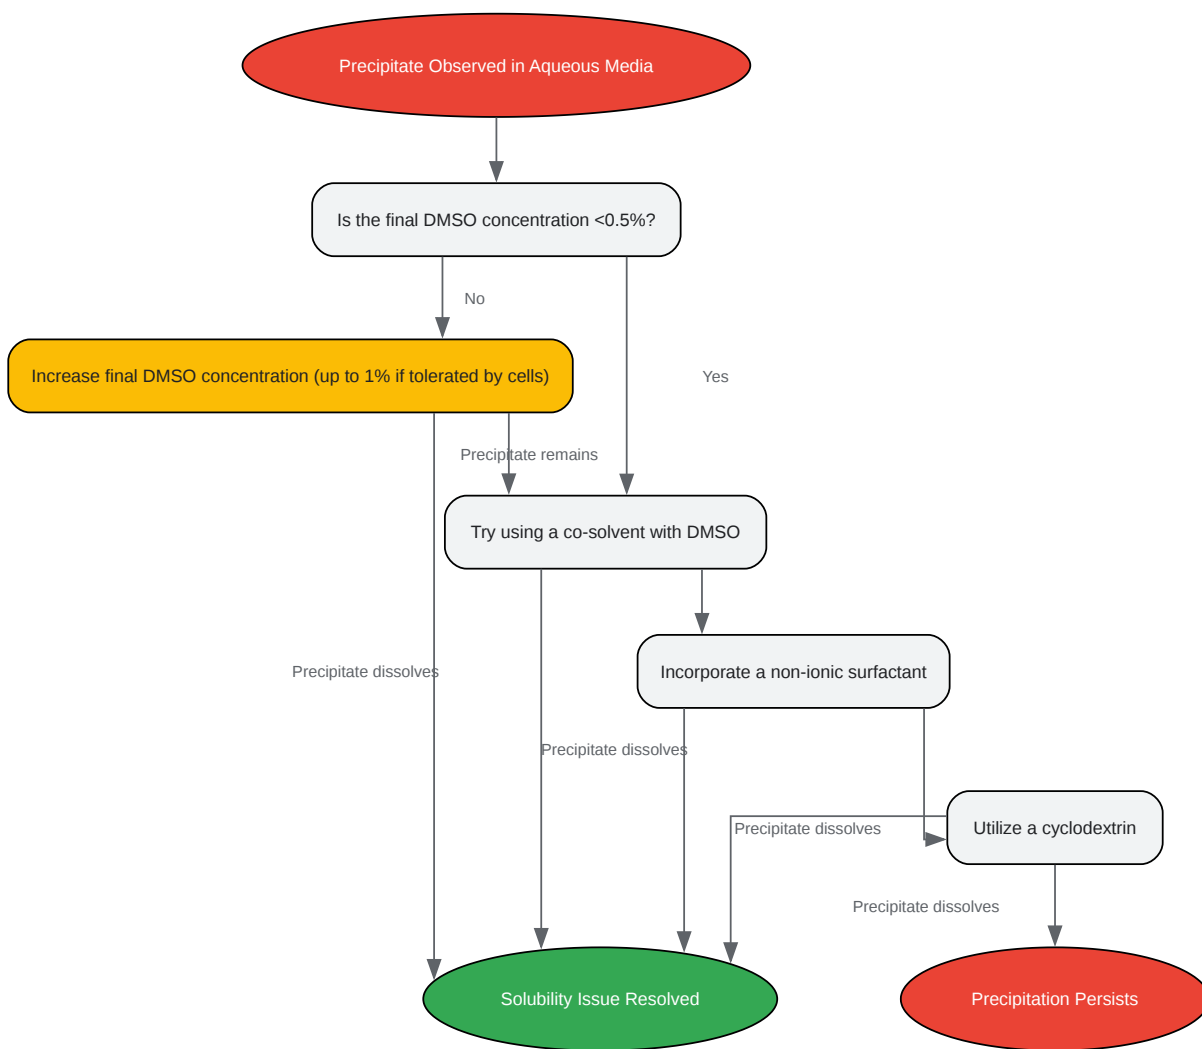 Precipitate Observed in Aqueous Media
Is the final DMSO concentration <0.5%?
No
Increase final DMSO concentration (up to 1% if tolerated by cells)
Yes
Precipitate remains
Try using a co-solvent with DMSO
Precipitate dissolves
Incorporate a non-ionic surfactant
Precipitate dissolves
Precipitate dissolves
Utilize a cyclodextrin
Precipitate dissolves
Solubility Issue Resolved
Precipitation Persists